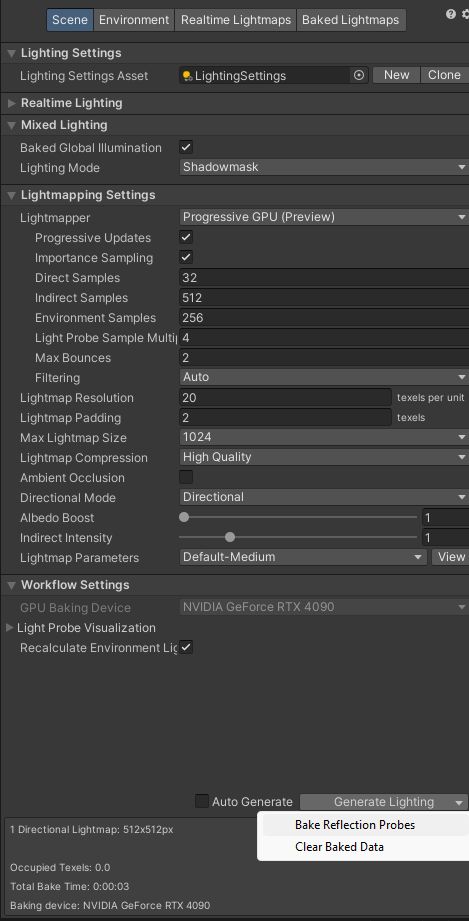 Scene Environment Realtime Lightmaps Baked Lightmaps
Lighting Settings
Lighting Settings Asset LightingSettings New Clone
Realtime Lighting
Mixed Lighting
Baked Global Illumination
Lighting Mode Shadowmask
Lightmapping Settings
Lightmapper Progressive GPU (Preview)
Progressive Updates
Importance Sampling
Direct Samples 32
Indirect Samples 512
Environment Samples 256
Light Probe Sample Multip 4
Max Bounces 2
Filtering Auto
Lightmap Resolution 20 texels per unit
Lightmap Padding 2 texels
Max Lightmap Size 1024
Lightmap Compression High Quality
Ambient Occlusion
Directional Mode Directional
Albedo Boost 1
Indirect Intensity 1
Lightmap Parameters Default-Medium View
Workflow Settings
GPU Baking Device NVIDIA GeForce RTX 4090
Light Probe Visualization
Recalculate Environment Lig
Auto Generate Generate Lighting
Bake Reflection Probes
Clear Baked Data
1 Directional Lightmap: 512x512px
Occupied Texels: 0.0
Total Bake Time: 0:00:03
Baking device: NVIDIA GeForce RTX 4090